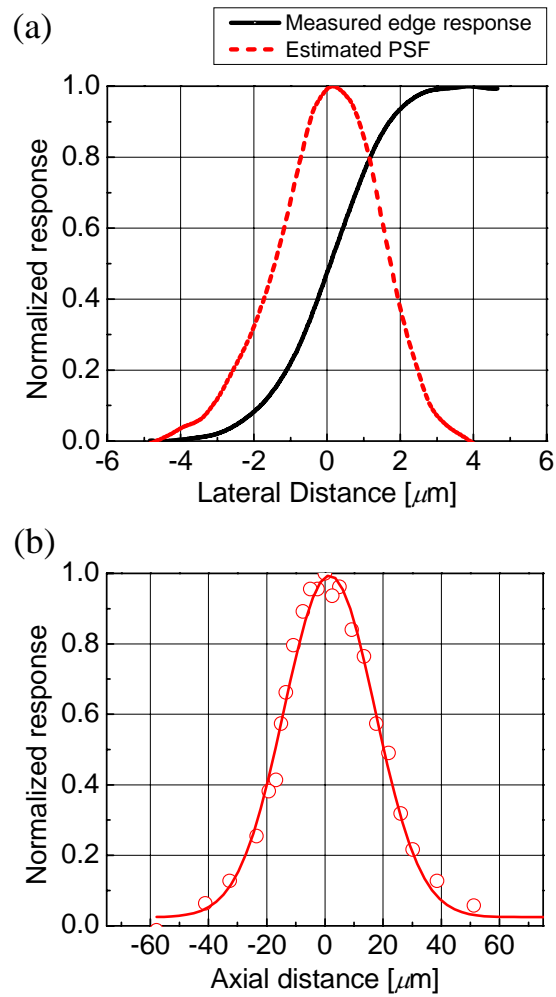 (a)
Measured edge response
Estimated PSF
Normalized response
1.0
0.8
0.6
0.4
0.2
0.0
-6 -4 -2 0 2 4 6
Lateral Distance [μm]
(b)
Normalized response
1.0
0.8
0.6
0.4
0.2
0.0
-60 -40 -20 0 20 40 60
Axial distance [μm]